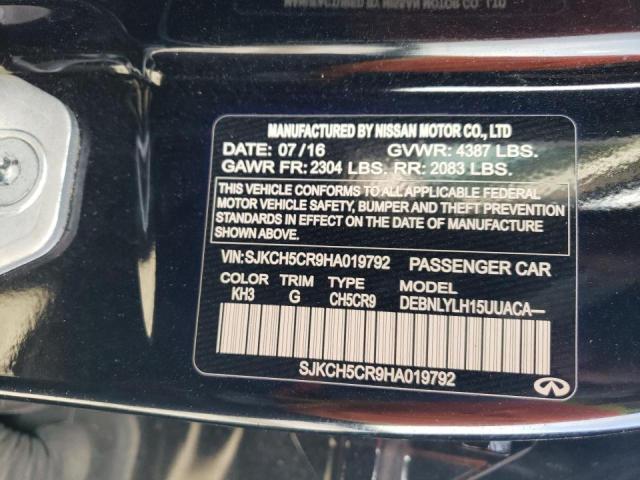 MANUFACTURED BY NISSAN MOTOR CO., LTD
DATE: 07/16 GVWR: 4387 LBS.
GAWR FR: 2304 LBS. RR: 2083 LBS.
THIS VEHICLE CONFORMS TO ALL APPLICABLE FEDERAL
MOTOR VEHICLE SAFETY, BUMPER AND THEFT PREVENTION
STANDARDS IN EFFECT ON THE DATE OF MANUFACTURE
SHOWN ABOVE.
VIN:SJKCH5CR9HA019792 PASSENGER CAR
COLOR TRIM TYPE MODEL
KH3 G CH5CR9 DEBNLYLH15UUACA—
SJKCH5CR9HA019792